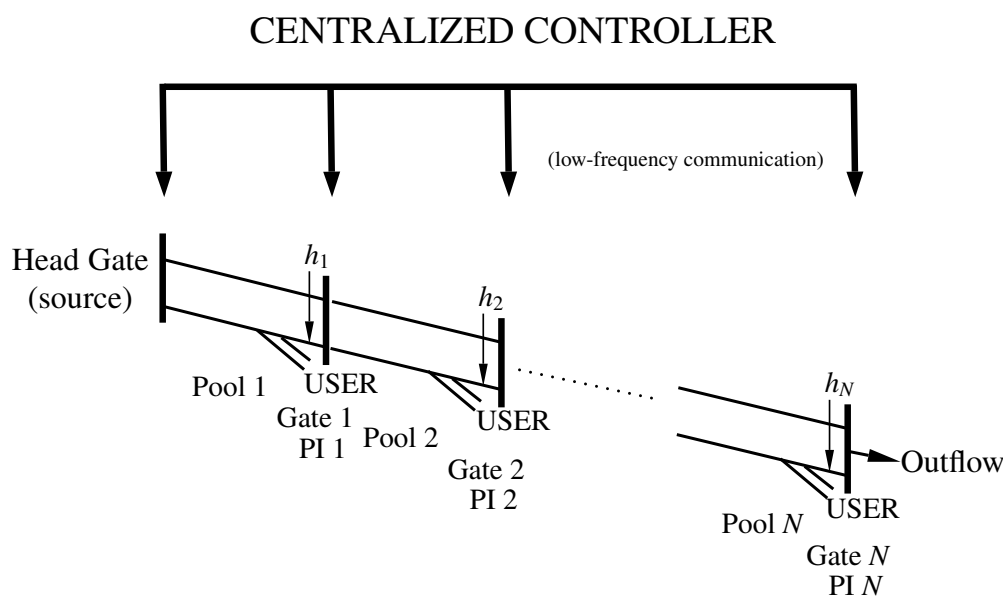 CENTRALIZED CONTROLLER
(low-frequency communication)
Head Gate
(source)
h1
h2
hN
Pool 1
USER
Gate 1
PI 1
Pool 2
USER
Gate 2
PI 2
Outflow
Pool N
USER
Gate N
PI N